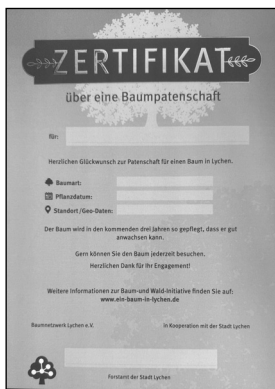 ZERTIFIKAT
über eine Baumpatenschaft
für:
Herzlichen Glückwunsch zur Patenschaft für einen Baum in Lychen.
Baumart:
Pflanzdatum:
Standort/Geo-Daten:
Der Baum wird in den kommenden drei Jahren so gepflegt, dass er gut
anwachsen kann.
Gern können Sie den Baum jederzeit besuchen.
Herzlichen Dank für Ihr Engagement!
Weitere Informationen zur Baum-und Wald-Initiative finden Sie auf:
www.ein-baum-in-lychen.de
Baumnetzwerk Lychen e.V.
in Kooperation mit der Stadt Lychen
Forstamt der Stadt Lychen